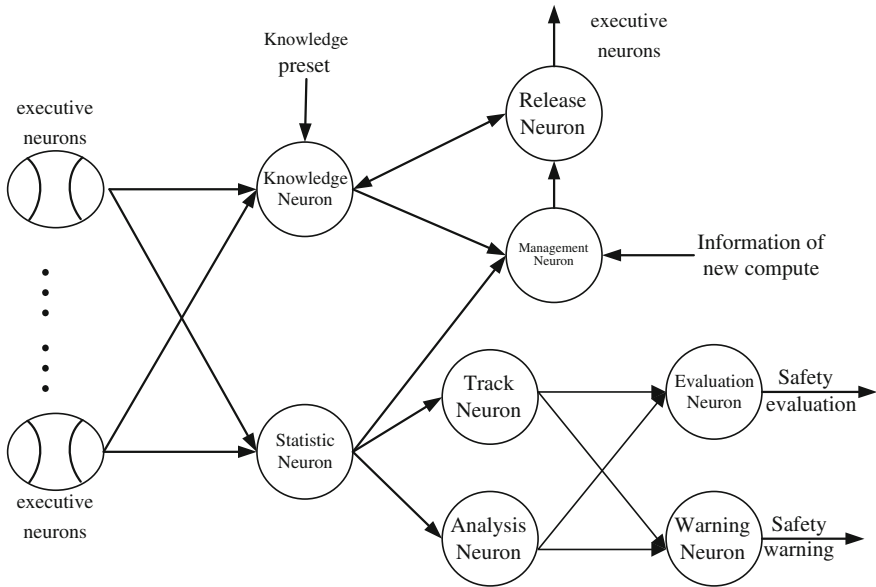 executive
neurons
Knowledge
preset
executive
neurons
Release
Neuron
Knowledge
Neuron
Management
Neuron
Information of
new compute
Track
Neuron
Evaluation
Neuron
Safety
evaluation
Statistic
Neuron
executive
neurons
Analysis
Neuron
Warning
Neuron
Safety
warning